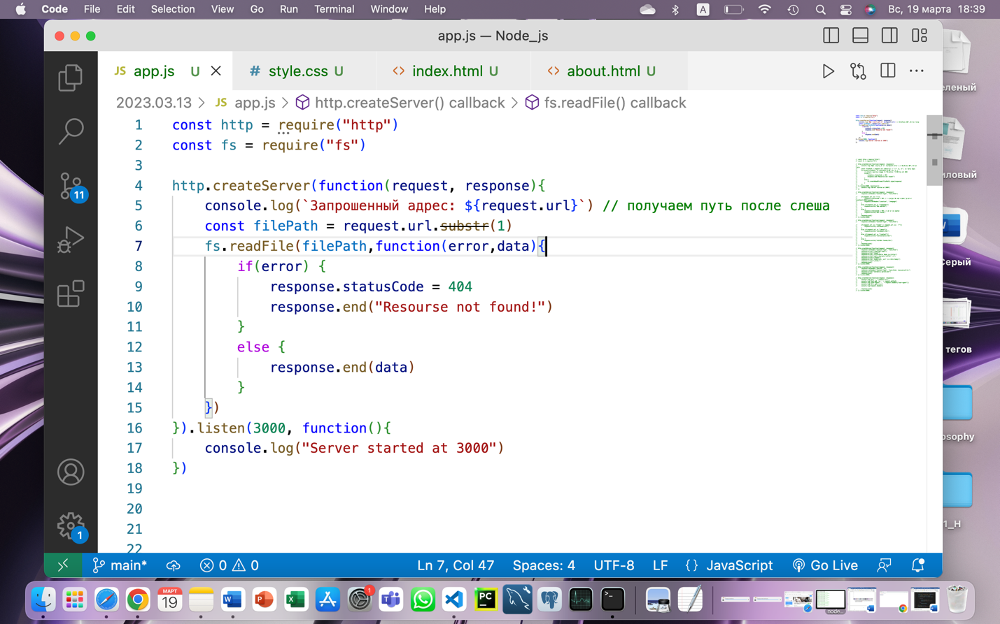 Code File Edit Selection View Go Run Terminal Window Help A Вс, 19 марта 18:39
app.js — Node_js
JS app.js U # style.css U <> index.html U <> about.html U
2023.03.13 > JS app.js > http.createServer() callback > fs.readFile() callback
1 const http = require("http")
2 const fs = require("fs")
3
4 http.createServer(function(request, response){
5 console.log(`Запрошенный адрес: ${request.url}`) // получаем путь после слеша
6 const filePath = request.url.substr(1)
7 fs.readFile(filePath,function(error,data){
8 if(error) {
9 response.statusCode = 404
10 response.end("Resourse not found!")
11 }
12 else {
13 response.end(data)
14 }
15 })
16 }).listen(3000, function(){
17 console.log("Server started at 3000")
18 })
19
20
21
22
11
1
main* 0 0 Ln 7, Col 47 Spaces: 4 UTF-8 LF {} JavaScript Go Live
еленый
иловый
Серый
тегов
osophy
1_H
МАРТ
19
1
PC
node